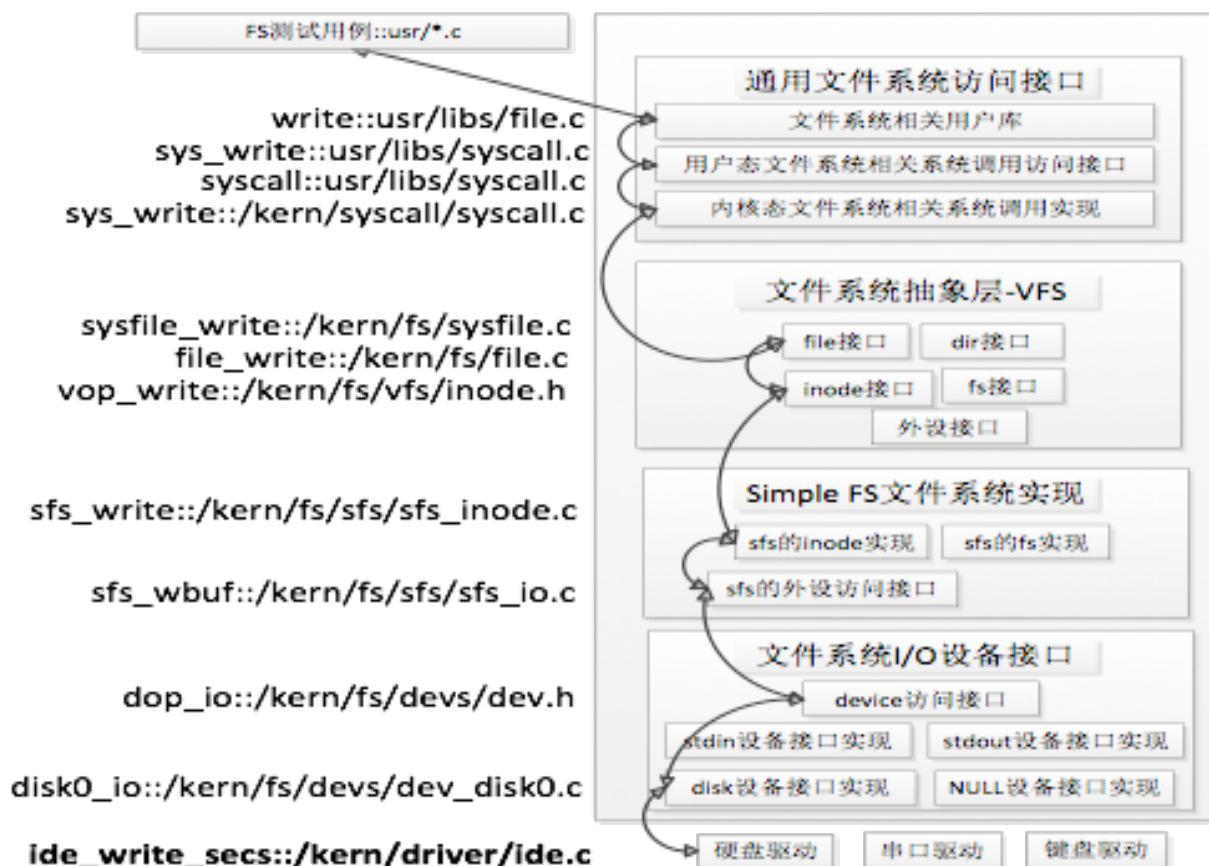 FS测试用例::usr/*.c
通用文件系统访问接口
write::usr/libs/file.c
文件系统相关用户库
sys_write::usr/libs/syscall.c
用户态文件系统相关系统调用访问接口
syscall::usr/libs/syscall.c
sys_write::/kern/syscall/syscall.c
内核态文件系统相关系统调用实现
文件系统抽象层-VFS
sysfile_write::/kern/fs/sysfile.c
file接口
dir接口
file_write::/kern/fs/file.c
vop_write::/kern/fs/vfs/inode.h
inode接口
fs接口
外设接口
Simple FS文件系统实现
sfs_write::/kern/fs/sfs/sfs_inode.c
sfs的inode实现
sfs的fs实现
sfs_wbuf::/kern/fs/sfs/sfs_io.c
sfs的外设访问接口
文件系统I/O设备接口
dop_io::/kern/fs/devs/dev.h
device访问接口
stdin设备接口实现
stdout设备接口实现
disk0_io::/kern/fs/devs/dev_disk0.c
disk设备接口实现
NULL设备接口实现
ide_write_secs::/kern/driver/ide.c
硬盘驱动
串口驱动
键盘驱动